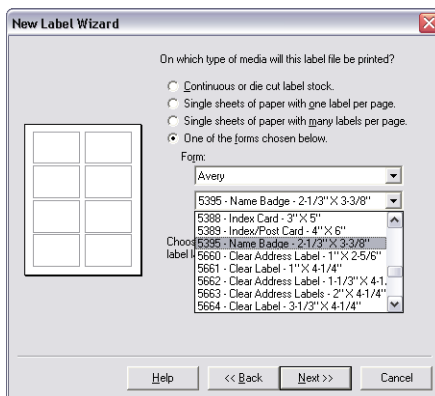 New Label Wizard
On which type of media will this label file be printed?
Continuous or die cut label stock.
Single sheets of paper with one label per page.
Single sheets of paper with many labels per page.
One of the forms chosen below.
Form:
Avery
5395 - Name Badge - 2-1/3" X 3-3/8"
5388 - Index Card - 3" X 5"
5389 - Index/Post Card - 4" X 6"
5395 - Name Badge - 2-1/3" X 3-3/8"
Choos
label l
5660 - Clear Address Label - 1" X 2-5/6"
5661 - Clear Label - 1" X 4-1/4"
5662 - Clear Address Label - 1-1/3" X 4-1.
5663 - Clear Address Labels - 2" X 4-1/4"
5664 - Clear Label - 3-1/3" X 4-1/4"
Help << Back Next >> Cancel